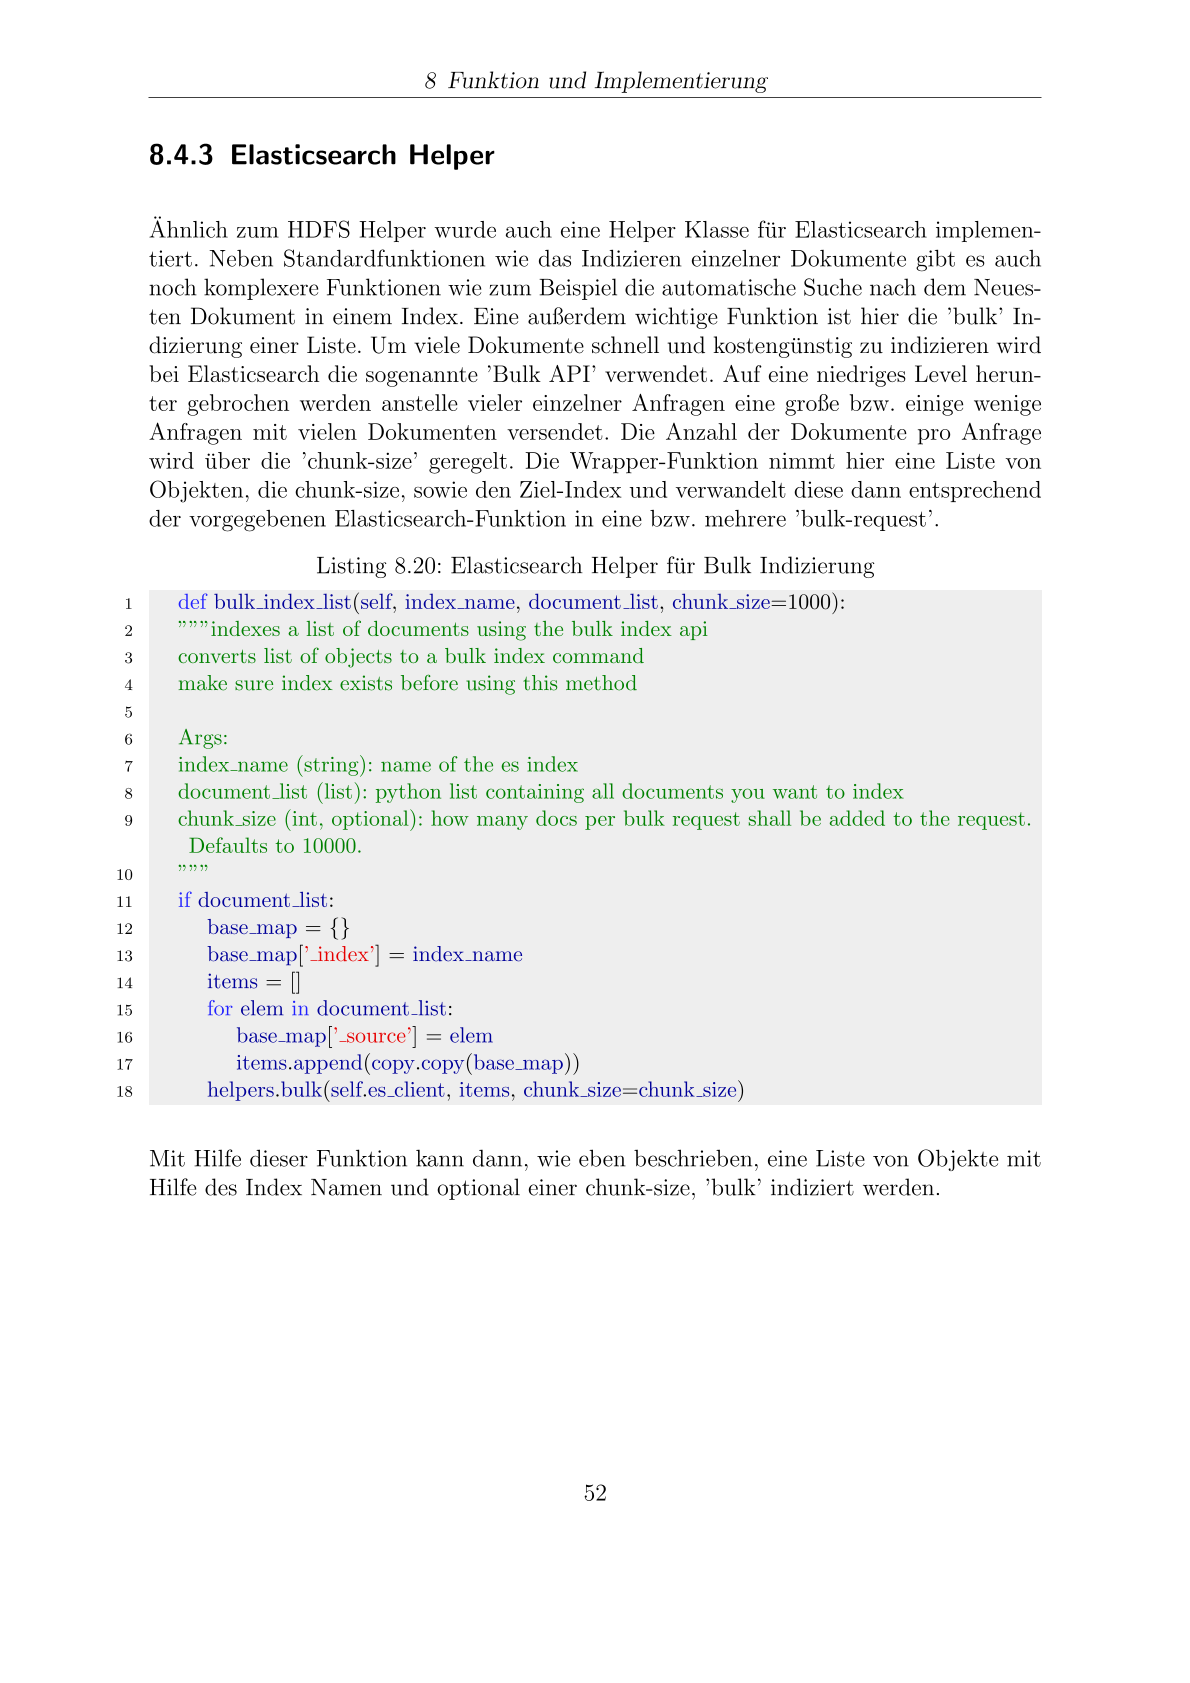 8 Funktion und Implementierung
8.4.3 Elasticsearch Helper
Ähnlich zum HDFS Helper wurde auch eine Helper Klasse für Elasticsearch implemen-
tiert. Neben Standardfunktionen wie das Indizieren einzelner Dokumente gibt es auch
noch komplexere Funktionen wie zum Beispiel die automatische Suche nach dem Neues-
ten Dokument in einem Index. Eine außerdem wichtige Funktion ist hier die ’bulk’ In-
dizierung einer Liste. Um viele Dokumente schnell und kostengünstig zu indizieren wird
bei Elasticsearch die sogenannte ’Bulk API’ verwendet. Auf eine niedriges Level herun-
ter gebrochen werden anstelle vieler einzelner Anfragen eine große bzw. einige wenige
Anfragen mit vielen Dokumenten versendet. Die Anzahl der Dokumente pro Anfrage
wird über die ’chunk-size’ geregelt. Die Wrapper-Funktion nimmt hier eine Liste von
Objekten, die chunk-size, sowie den Ziel-Index und verwandelt diese dann entsprechend
der vorgegebenen Elasticsearch-Funktion in eine bzw. mehrere ’bulk-request’.
Listing 8.20: Elasticsearch Helper für Bulk Indizierung
1 def bulk_index_list(self, index_name, document_list, chunk_size=1000):
2 ”””indexes a list of documents using the bulk index api
3 converts list of objects to a bulk index command
4 make sure index exists before using this method
5
6 Args:
7 index_name (string): name of the es index
8 document_list (list): python list containing all documents you want to index
9 chunk_size (int, optional): how many docs per bulk request shall be added to the request.
Defaults to 10000.
10 ”””
11 if document_list:
12 base_map = {}
13 base_map[’_index’] = index_name
14 items = []
15 for elem in document_list:
16 base_map[’_source’] = elem
17 items.append(copy.copy(base_map))
18 helpers.bulk(self.es_client, items, chunk_size=chunk_size)
Mit Hilfe dieser Funktion kann dann, wie eben beschrieben, eine Liste von Objekte mit
Hilfe des Index Namen und optional einer chunk-size, ’bulk’ indiziert werden.
52